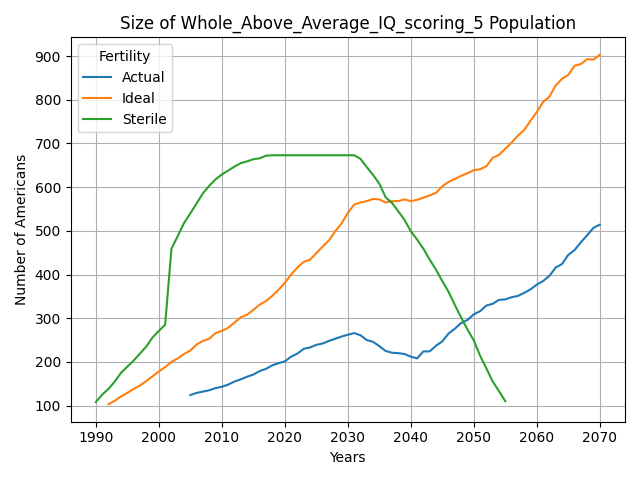 Size of Whole_Above_Average_IQ_scoring_5 Population
Fertility
Actual
Ideal
Sterile
Number of Americans
900
800
700
600
500
400
300
200
100
1990 2000 2010 2020 2030 2040 2050 2060 2070
Years